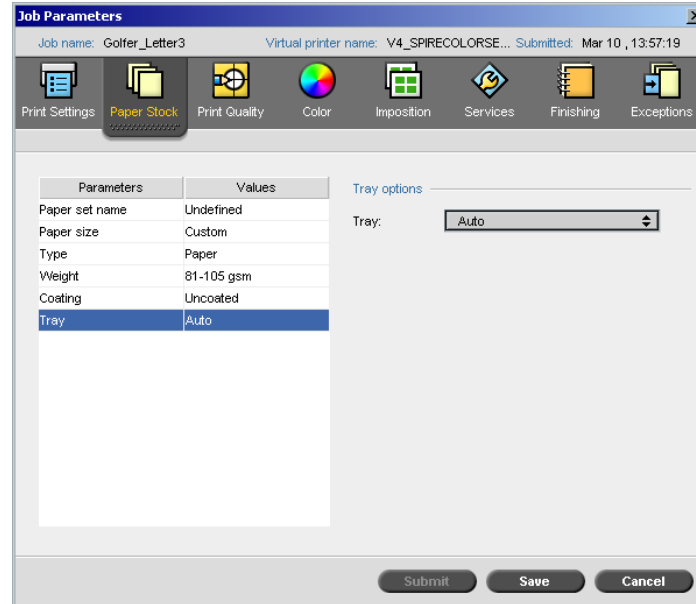 Job Parameters
Job name: Golfer_Letter3 Virtual printer name: V4_SPIRECOLORSE... Submitted: Mar 10 , 13:57:19
Print Settings Paper Stock Print Quality Color Imposition Services Finishing Exceptions
Parameters Values
Paper set name Undefined
Paper size Custom
Type Paper
Weight 81-105 gsm
Coating Uncoated
Tray Auto
Tray options
Tray: Auto
Submit Save Cancel